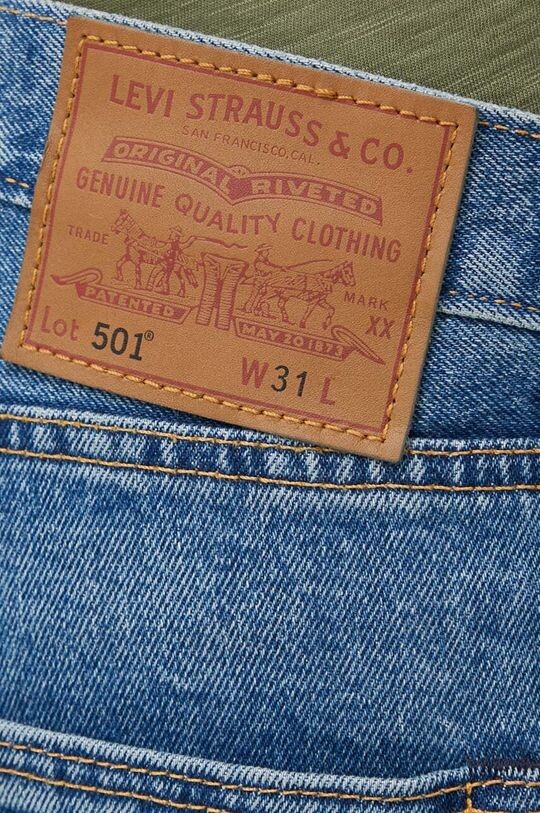 LEVI STRAUSS & CO.
SAN FRANCISCO, CAL.
ORIGINAL RIVETED
GENUINE QUALITY CLOTHING
TRADE MARK
PATENTED MAY 20 1873 XX
Lot 501® W 31 L